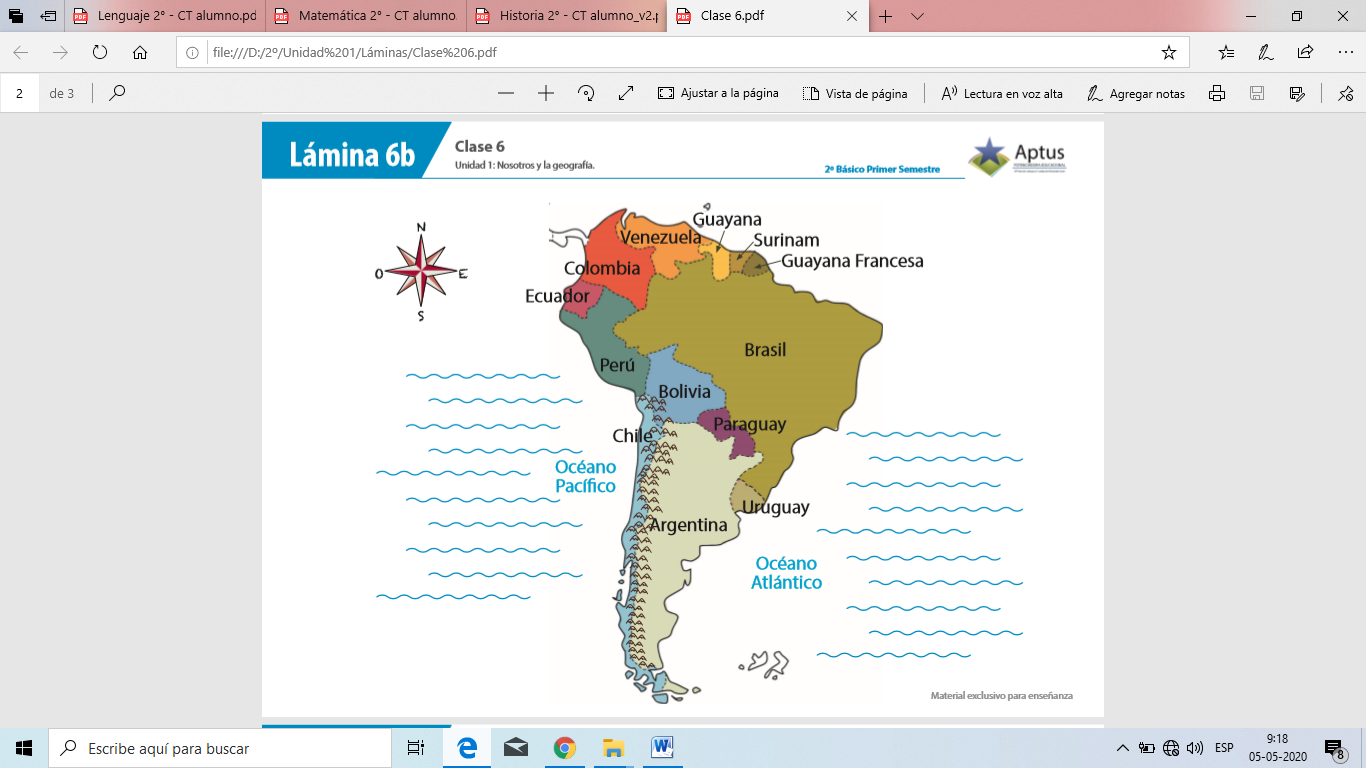 Lenguaje 2° - CT alumno.pd
Matemática 2° - CT alumno.
Historia 2° - CT alumno_v2.p
Clase 6.pdf
file:///D:/2º/Unidad%201/Láminas/Clase%206.pdf
2 de 3
Ajustar a la página
Vista de página
Lectura en voz alta
Agregar notas
Lámina 6b
Clase 6
Unidad 1: Nosotros y la geografía.
2º Básico Primer Semestre
Aptus
N
O
E
S
Guayana
Venezuela
Surinam
Colombia
Guayana Francesa
Ecuador
Brasil
Perú
Bolivia
Paraguay
Chile
Océano
Pacífico
Uruguay
Argentina
Océano
Atlántico
Material exclusivo para enseñanza
Escribe aquí para buscar
ESP
9:18
05-05-2020
8